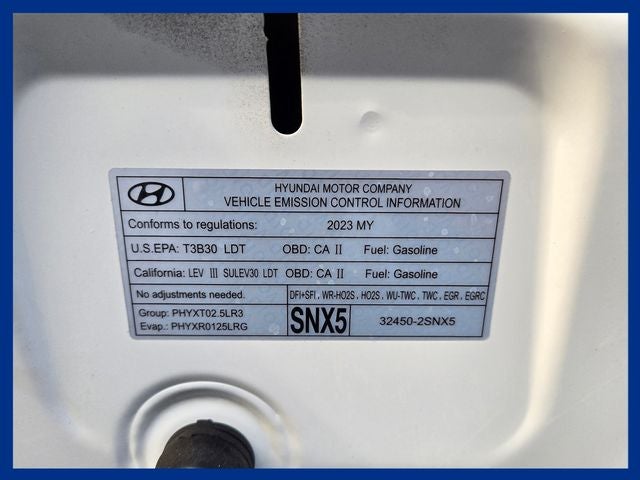 HYUNDAI MOTOR COMPANY
VEHICLE EMISSION CONTROL INFORMATION
Conforms to regulations: 2023 MY
U.S.EPA: T3B30 LDT OBD: CA II Fuel: Gasoline
California: LEV III SULEV30 LDT OBD: CA II Fuel: Gasoline
No adjustments needed. DFI+SFI, WR-HO2S, HO2S, WU-TWC, TWC, EGR, EGRC
Group: PHYXT02.5LR3
Evap.: PHYXR0125LRG
SNX5 32450-2SNX5